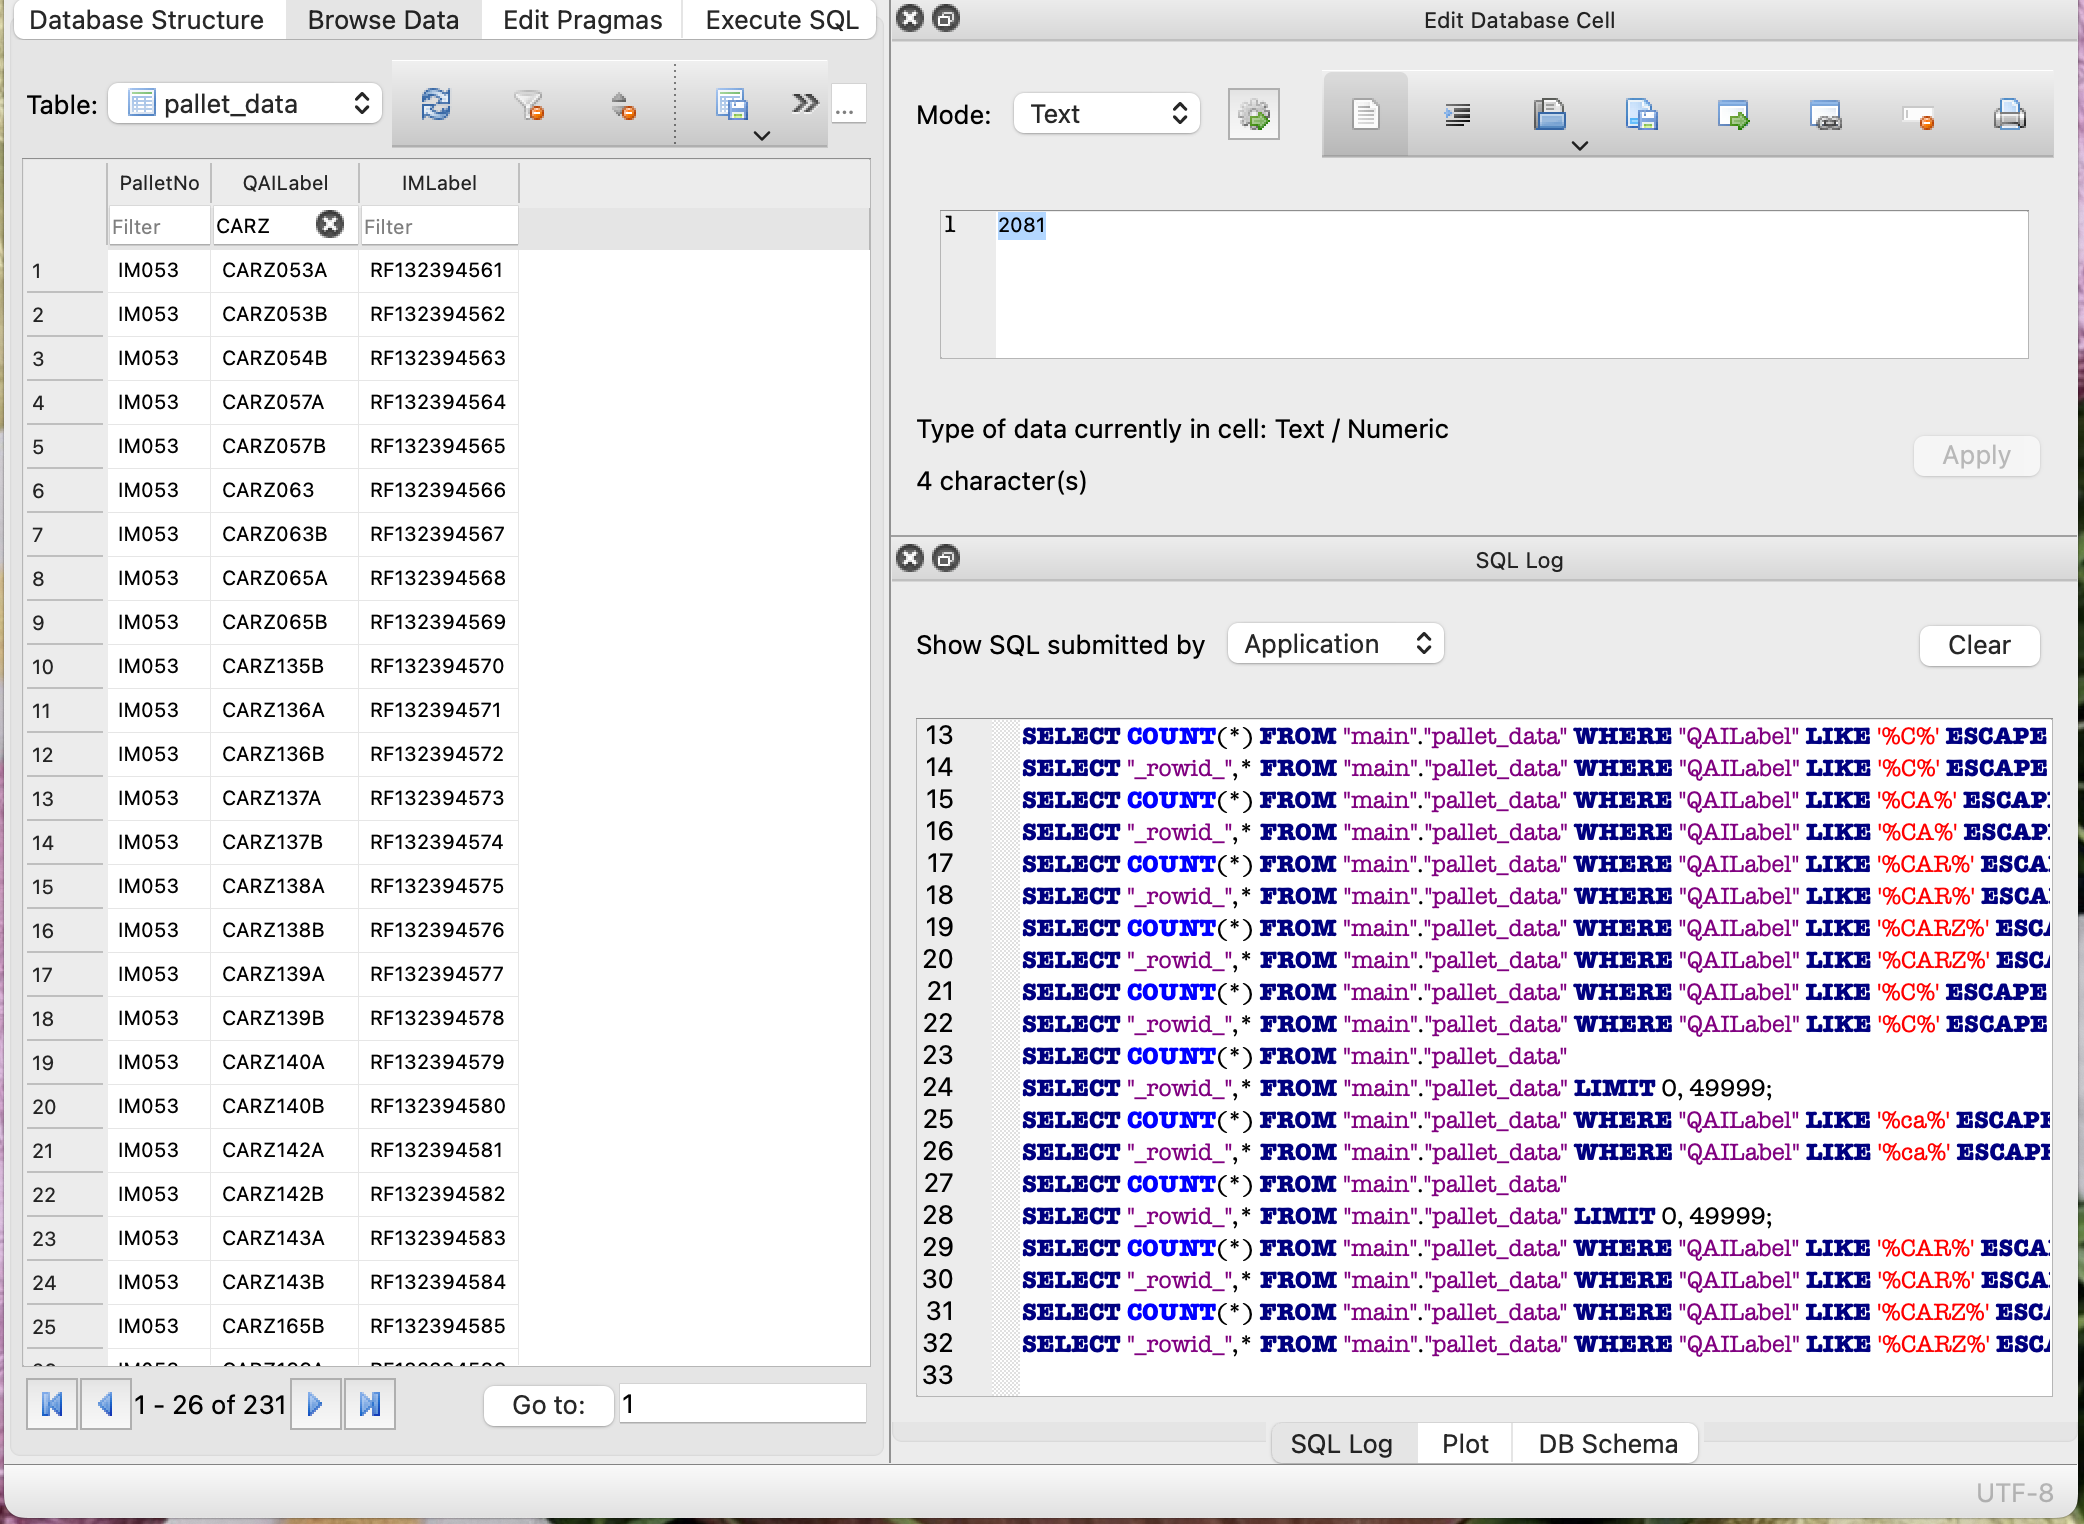 Database Structure Browse Data Edit Pragmas Execute SQL
Table: pallet_data ...
PalletNo QAILabel IMLabel
Filter CARZ Filter
1 IM053 CARZ053A RF132394561
2 IM053 CARZ053B RF132394562
3 IM053 CARZ054B RF132394563
4 IM053 CARZ057A RF132394564
5 IM053 CARZ057B RF132394565
6 IM053 CARZ063 RF132394566
7 IM053 CARZ063B RF132394567
8 IM053 CARZ065A RF132394568
9 IM053 CARZ065B RF132394569
10 IM053 CARZ135B RF132394570
11 IM053 CARZ136A RF132394571
12 IM053 CARZ136B RF132394572
13 IM053 CARZ137A RF132394573
14 IM053 CARZ137B RF132394574
15 IM053 CARZ138A RF132394575
16 IM053 CARZ138B RF132394576
17 IM053 CARZ139A RF132394577
18 IM053 CARZ139B RF132394578
19 IM053 CARZ140A RF132394579
20 IM053 CARZ140B RF132394580
21 IM053 CARZ142A RF132394581
22 IM053 CARZ142B RF132394582
23 IM053 CARZ143A RF132394583
24 IM053 CARZ143B RF132394584
25 IM053 CARZ165B RF132394585
1 - 26 of 231 Go to: 1
Edit Database Cell
Mode: Text
1 2081
Type of data currently in cell: Text / Numeric
4 character(s)
Apply
SQL Log
Show SQL submitted by Application Clear
13 SELECT COUNT(*) FROM "main"."pallet_data" WHERE "QAILabel" LIKE '%C%' ESCAPE
14 SELECT "_rowid_",* FROM "main"."pallet_data" WHERE "QAILabel" LIKE '%C%' ESCAPE
15 SELECT COUNT(*) FROM "main"."pallet_data" WHERE "QAILabel" LIKE '%CA%' ESCAP
16 SELECT "_rowid_",* FROM "main"."pallet_data" WHERE "QAILabel" LIKE '%CA%' ESCAP
17 SELECT COUNT(*) FROM "main"."pallet_data" WHERE "QAILabel" LIKE '%CAR%' ESCA
18 SELECT "_rowid_",* FROM "main"."pallet_data" WHERE "QAILabel" LIKE '%CAR%' ESCA
19 SELECT COUNT(*) FROM "main"."pallet_data" WHERE "QAILabel" LIKE '%CARZ%' ESC
20 SELECT "_rowid_",* FROM "main"."pallet_data" WHERE "QAILabel" LIKE '%CARZ%' ESC
21 SELECT COUNT(*) FROM "main"."pallet_data" WHERE "QAILabel" LIKE '%C%' ESCAPE
22 SELECT "_rowid_",* FROM "main"."pallet_data" WHERE "QAILabel" LIKE '%C%' ESCAPE
23 SELECT COUNT(*) FROM "main"."pallet_data"
24 SELECT "_rowid_",* FROM "main"."pallet_data" LIMIT 0, 49999;
25 SELECT COUNT(*) FROM "main"."pallet_data" WHERE "QAILabel" LIKE '%ca%' ESCAPE
26 SELECT "_rowid_",* FROM "main"."pallet_data" WHERE "QAILabel" LIKE '%ca%' ESCAPE
27 SELECT COUNT(*) FROM "main"."pallet_data"
28 SELECT "_rowid_",* FROM "main"."pallet_data" LIMIT 0, 49999;
29 SELECT COUNT(*) FROM "main"."pallet_data" WHERE "QAILabel" LIKE '%CAR%' ESCA
30 SELECT "_rowid_",* FROM "main"."pallet_data" WHERE "QAILabel" LIKE '%CAR%' ESCA
31 SELECT COUNT(*) FROM "main"."pallet_data" WHERE "QAILabel" LIKE '%CARZ%' ESC
32 SELECT "_rowid_",* FROM "main"."pallet_data" WHERE "QAILabel" LIKE '%CARZ%' ESC
33
SQL Log Plot DB Schema
UTF-8